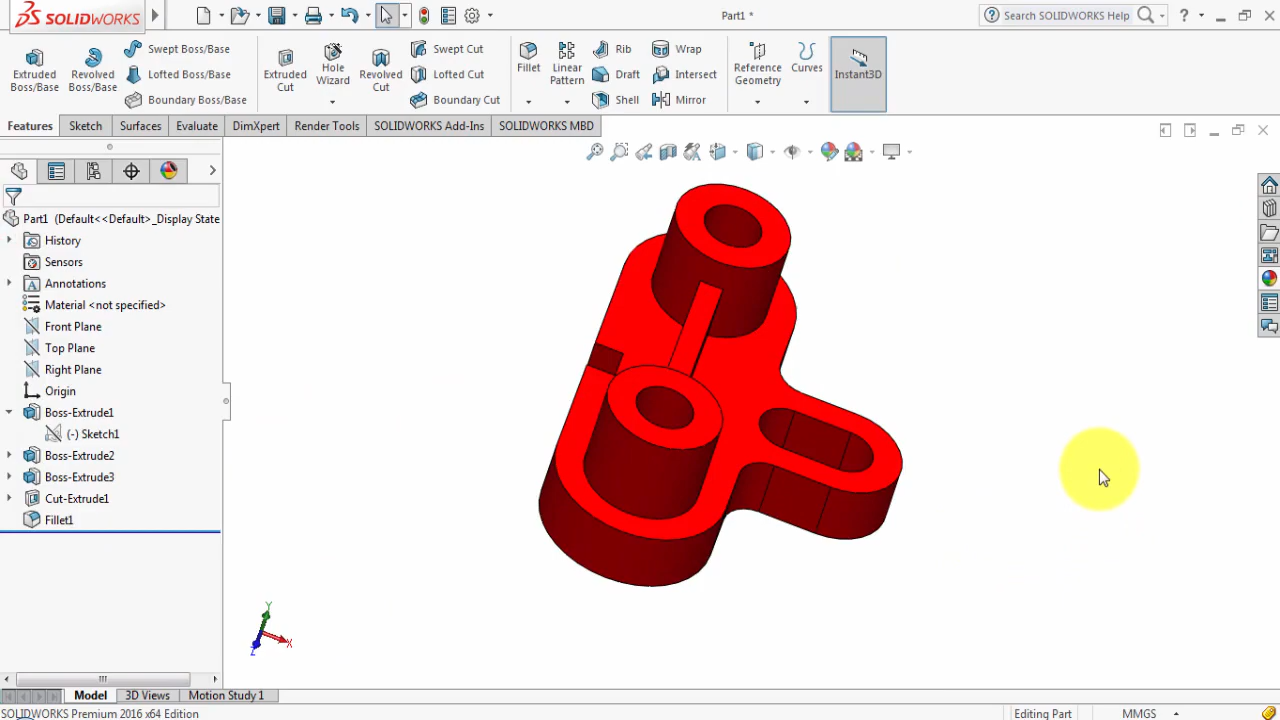 SOLIDWORKS
Part1 *
Search SOLIDWORKS Help
?
Extruded Boss/Base
Revolved Boss/Base
Swept Boss/Base
Lofted Boss/Base
Boundary Boss/Base
Extruded Cut
Hole Wizard
Revolved Cut
Swept Cut
Lofted Cut
Boundary Cut
Fillet
Linear Pattern
Rib
Draft
Shell
Wrap
Intersect
Mirror
Reference Geometry
Curves
Instant3D
Features Sketch Surfaces Evaluate DimXpert Render Tools SOLIDWORKS Add-Ins SOLIDWORKS MBD
Part1 (Default<<Default>_Display State
History
Sensors
Annotations
Material <not specified>
Front Plane
Top Plane
Right Plane
Origin
Boss-Extrude1
(-) Sketch1
Boss-Extrude2
Boss-Extrude3
Cut-Extrude1
Fillet1
Y
X
Z
Model 3D Views Motion Study 1
SOLIDWORKS Premium 2016 x64 Edition
Editing Part
MMGS